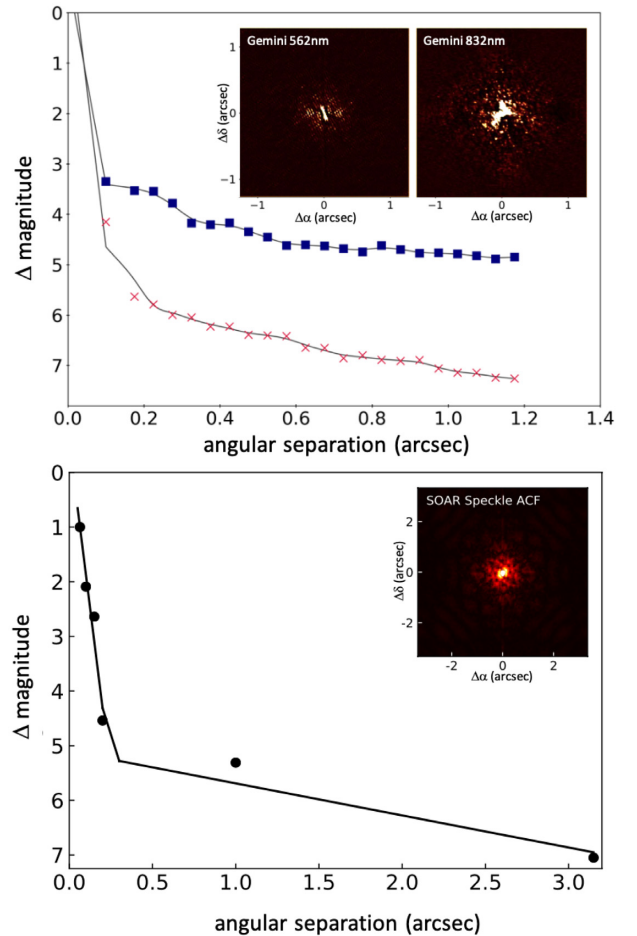 0
1
2
3
4
5
6
7
Δ magnitude
Gemini 562nm
Gemini 832nm
1
0
−1
Δδ (arcsec)
−1 0 1
−1 0 1
Δα (arcsec)
Δα (arcsec)
0.0 0.2 0.4 0.6 0.8 1.0 1.2 1.4
angular separation (arcsec)
0
1
2
3
4
5
6
7
Δ magnitude
SOAR Speckle ACF
2
0
-2
Δδ (arcsec)
-2 0 2
Δα (arcsec)
0.0 0.5 1.0 1.5 2.0 2.5 3.0
angular separation (arcsec)